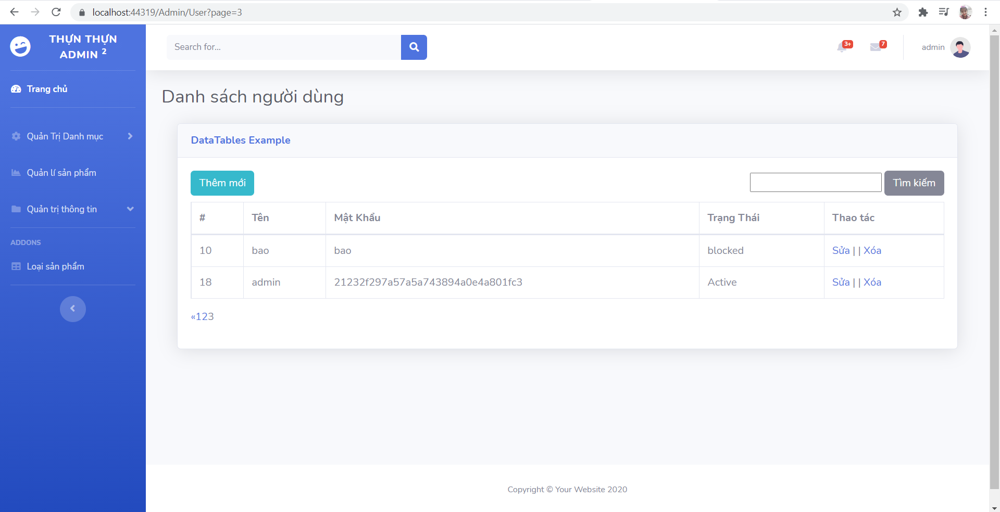 localhost:44319/Admin/User?page=3
THỰN THỰN
ADMIN 2
Trang chủ
Quản Trị Danh mục
Quản lí sản phẩm
Quản trị thông tin
ADDONS
Loại sản phẩm
Search for...
3+
7
admin
Danh sách người dùng
DataTables Example
Thêm mới
Tìm kiếm
# Tên Mật Khẩu Trạng Thái Thao tác
10 bao bao blocked Sửa | | Xóa
18 admin 21232f297a57a5a743894a0e4a801fc3 Active Sửa | | Xóa
«123
Copyright © Your Website 2020